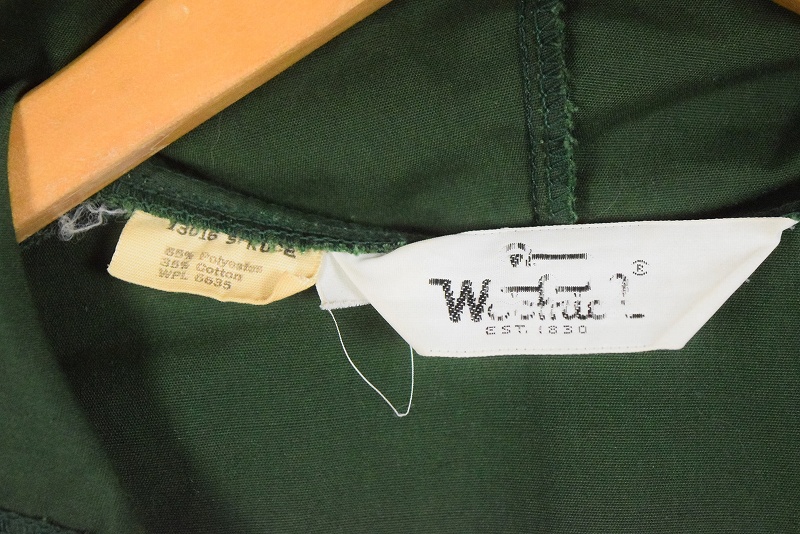 65% Polyester
35% Cotton
WPL 6635
Woolrich ®
EST. 1830